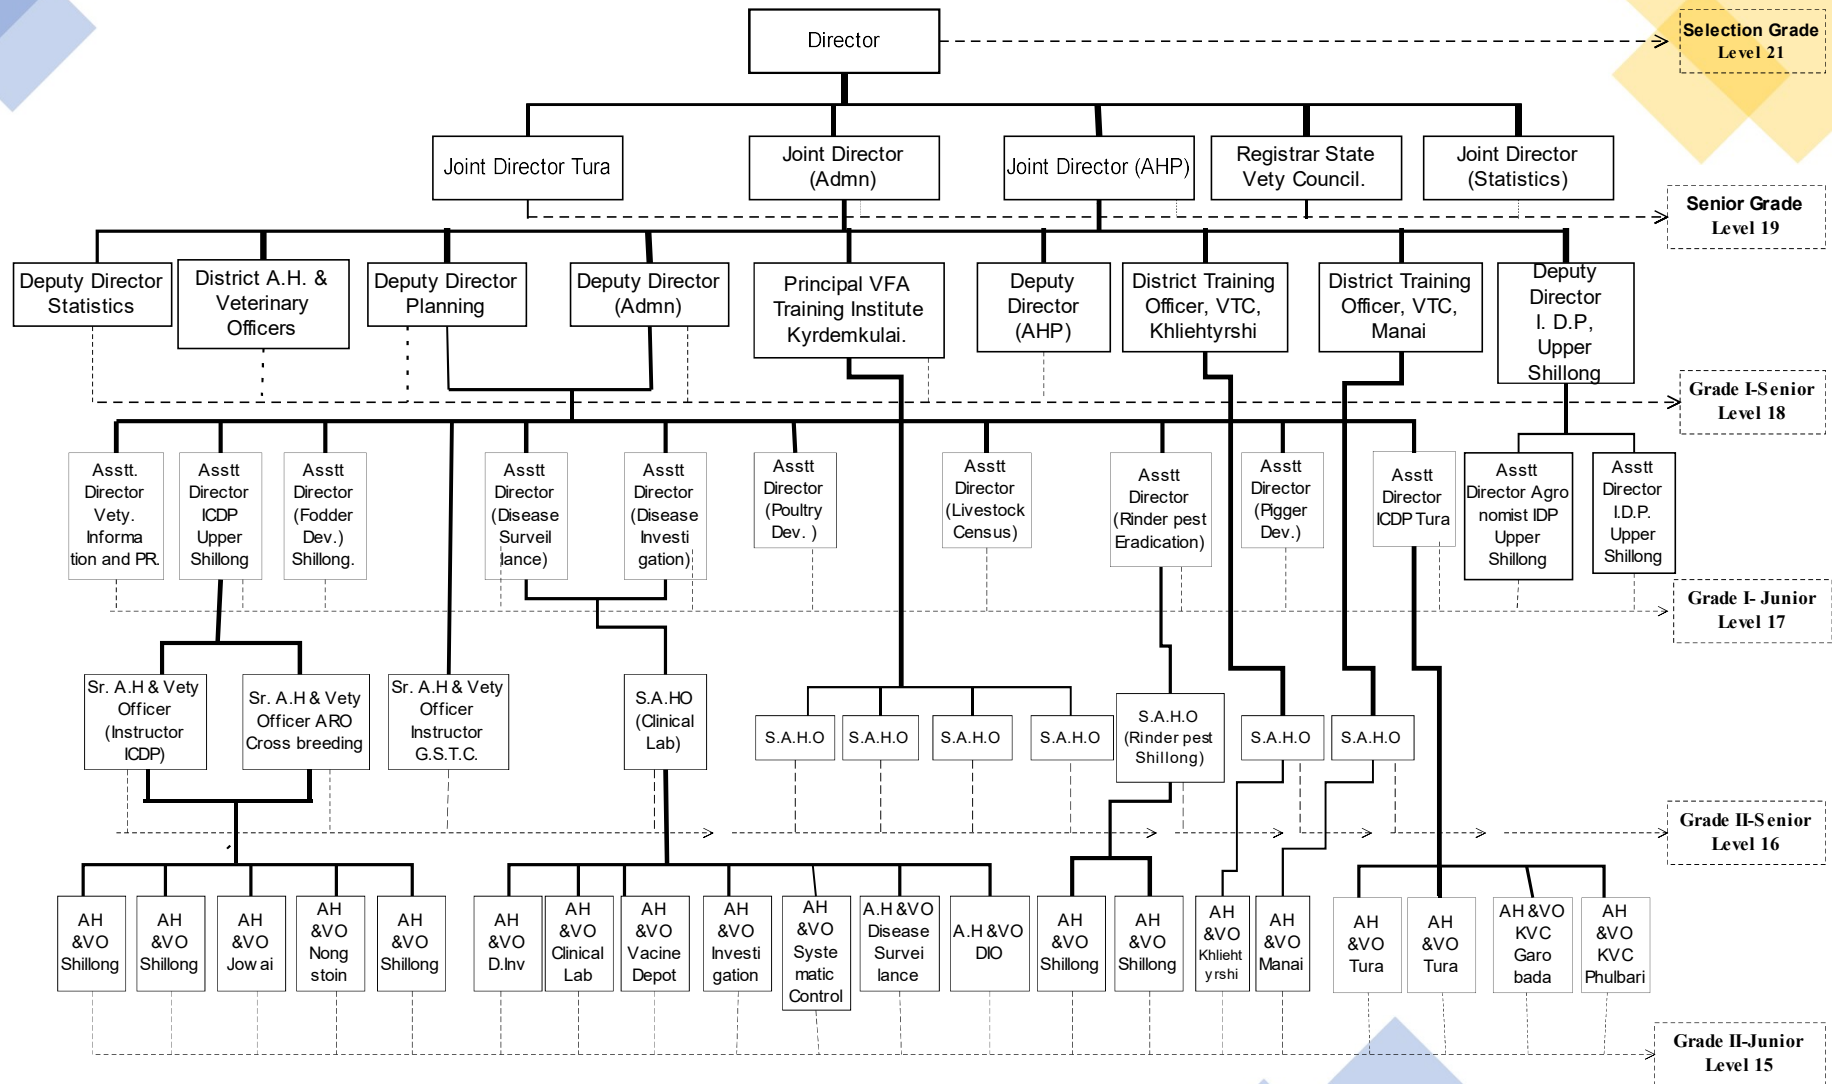 Director
Selection Grade
Level 21
Joint Director Tura
Joint Director
(Admn)
Joint Director (AHP)
Registrar State
Vety Council.
Joint Director
(Statistics)
Senior Grade
Level 19
Deputy Director
Statistics
District A.H. &
Veterinary
Officers
Deputy Director
Planning
Deputy Director
(Admn)
Principal VFA
Training Institute
Kyrdemkulai.
Deputy
Director
(AHP)
District Training
Officer, VTC,
Khliehtyrshi
District Training
Officer, VTC,
Manai
Deputy
Director
I. D.P,
Upper
Shillong
Grade I-Senior
Level 18
Asstt.
Director
Vety.
Informa
tion and PR.
Asstt
Director
ICDP
Upper
Shillong
Asstt
Director
(Fodder
Dev.)
Shillong.
Asstt
Director
(Disease
Surveil
lance)
Asstt
Director
(Disease
Investi
gation)
Asstt
Director
(Poultry
Dev. )
Asstt
Director
(Livestock
Census)
Asstt
Director
(Rinder pest
Eradication)
Asstt
Director
(Pigger
Dev.)
Asstt
Director
ICDP Tura
Asstt
Director Agro
nomist IDP
Upper
Shillong
Asstt
Director
I.D.P.
Upper
Shillong
Grade I- Junior
Level 17
Sr. A.H & Vety
Officer
(Instructor
ICDP)
Sr. A.H & Vety
Officer ARO
Cross breeding
Sr. A.H & Vety
Officer
Instructor
G.S.T.C.
S.A.HO
(Clinical
Lab)
S.A.H.O
S.A.H.O
S.A.H.O
S.A.H.O
S.A.H.O
(Rinder pest
Shillong)
S.A.H.O
S.A.H.O
Grade II-Senior
Level 16
AH
&VO
Shillong
AH
&VO
Shillong
AH
&VO
Jowai
AH
&VO
Nong
stoin
AH
&VO
Shillong
AH
&VO
D.Inv
AH
&VO
Clinical
Lab
AH
&VO
Vacine
Depot
AH
&VO
Investi
gation
AH
&VO
Syste
matic
Control
A.H &VO
Disease
Survei
lance
A.H &VO
DIO
AH
&VO
Shillong
AH
&VO
Shillong
AH
&VO
Khlieht
yrshi
AH
&VO
Manai
AH
&VO
Tura
AH
&VO
Tura
AH &VO
KVC
Garo
bada
AH
&VO
KVC
Phulbari
Grade II-Junior
Level 15